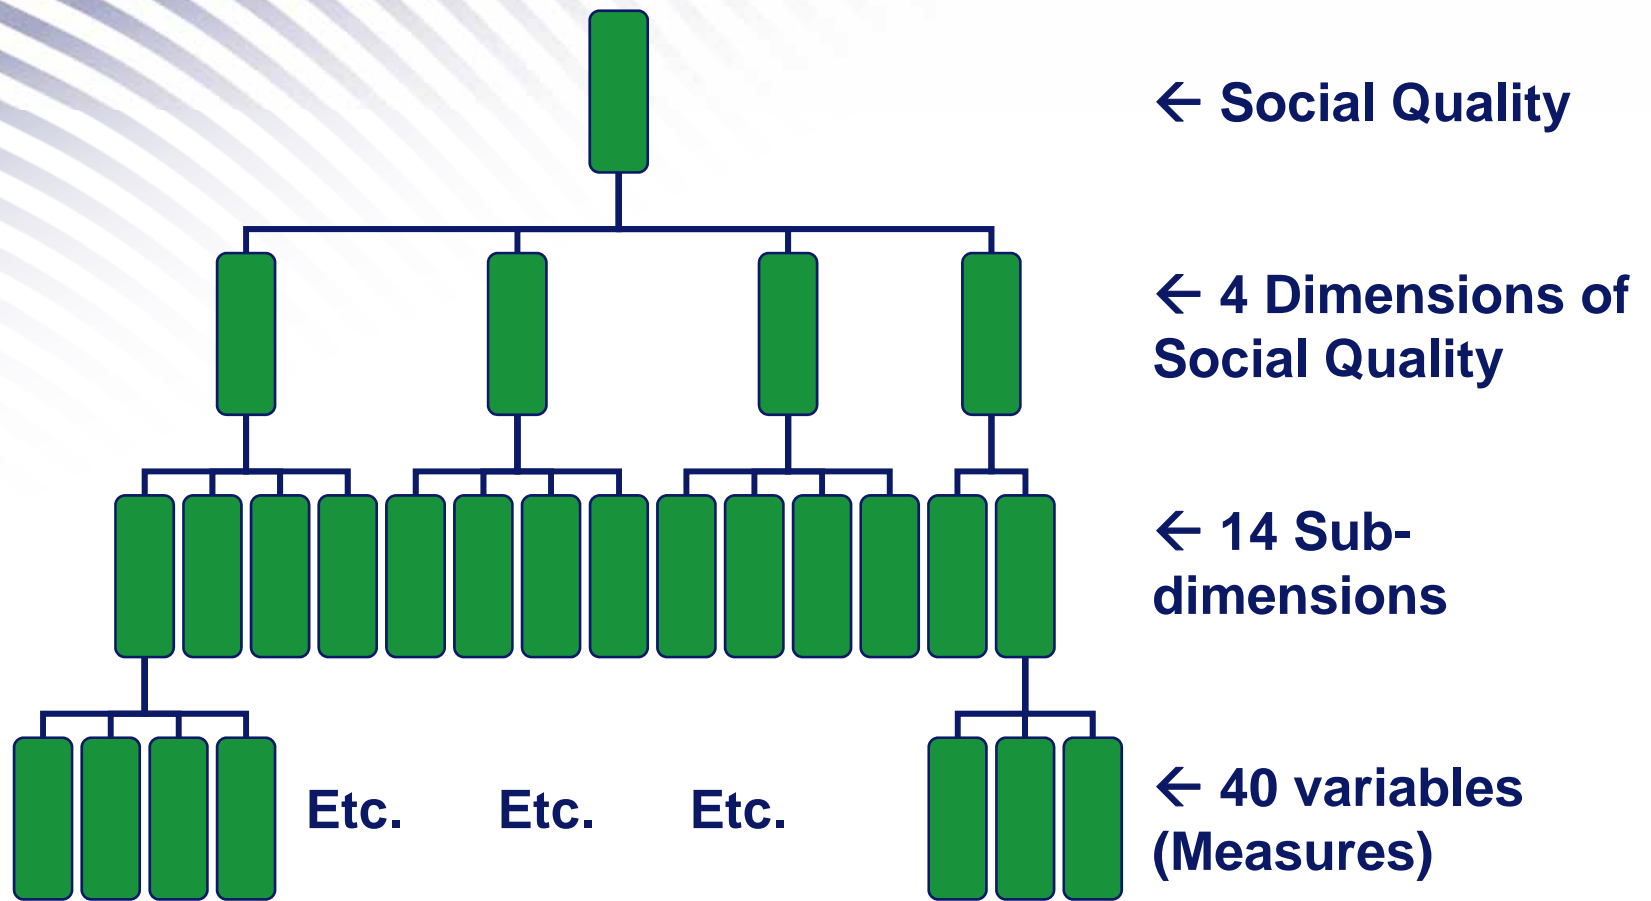 ← Social Quality
← 4 Dimensions of
Social Quality
← 14 Sub-
dimensions
Etc. Etc. Etc.
← 40 variables
(Measures)